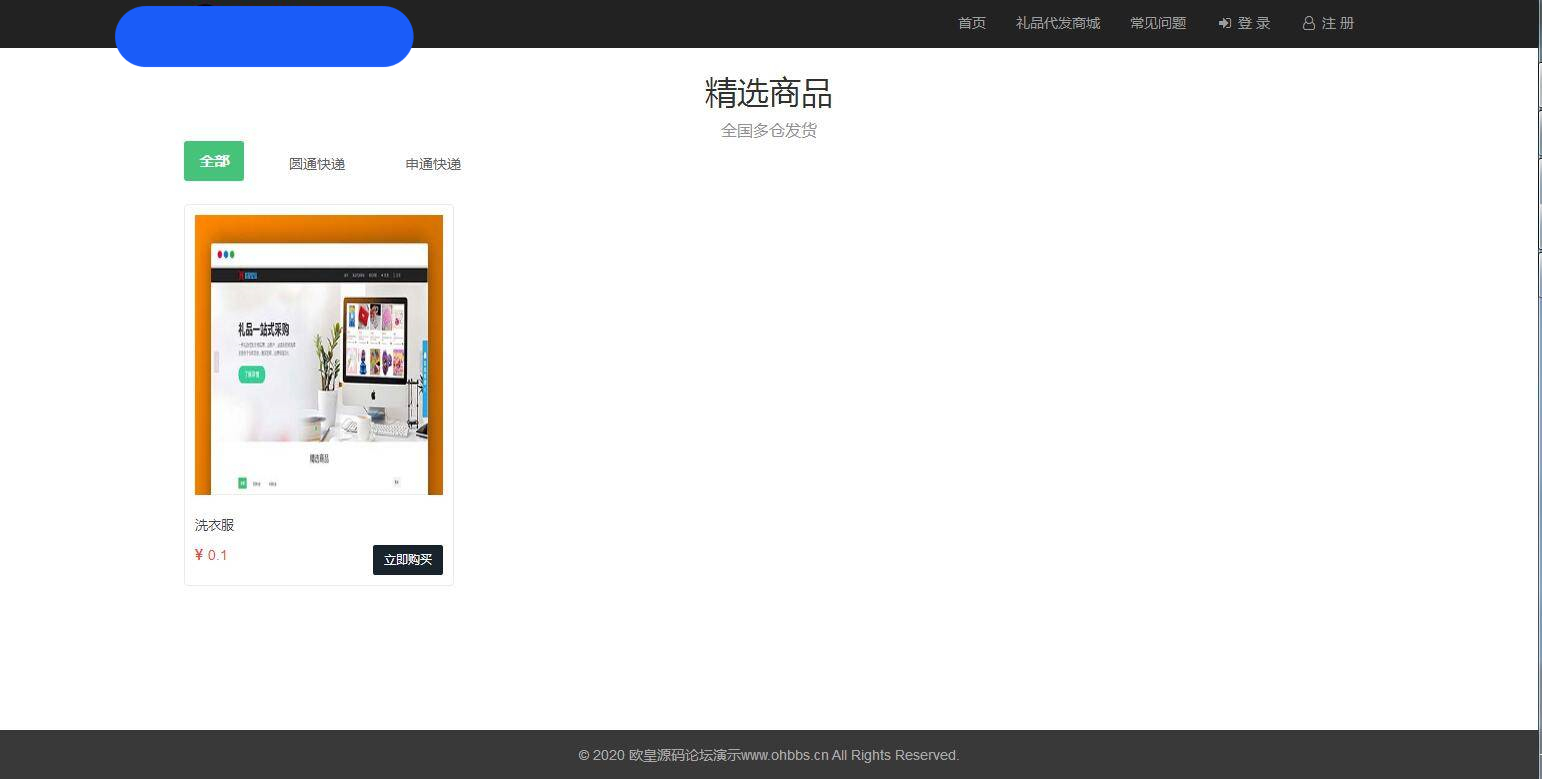 首页 礼品代发商城 常见问题 登 录 注 册
精选商品
全国多仓发货
全部 圆通快递 申通快递
礼品一站式采购
了解详情
精选商品
洗衣服
¥ 0.1
立即购买
© 2020 欧皇源码论坛演示www.ohbbs.cn All Rights Reserved.